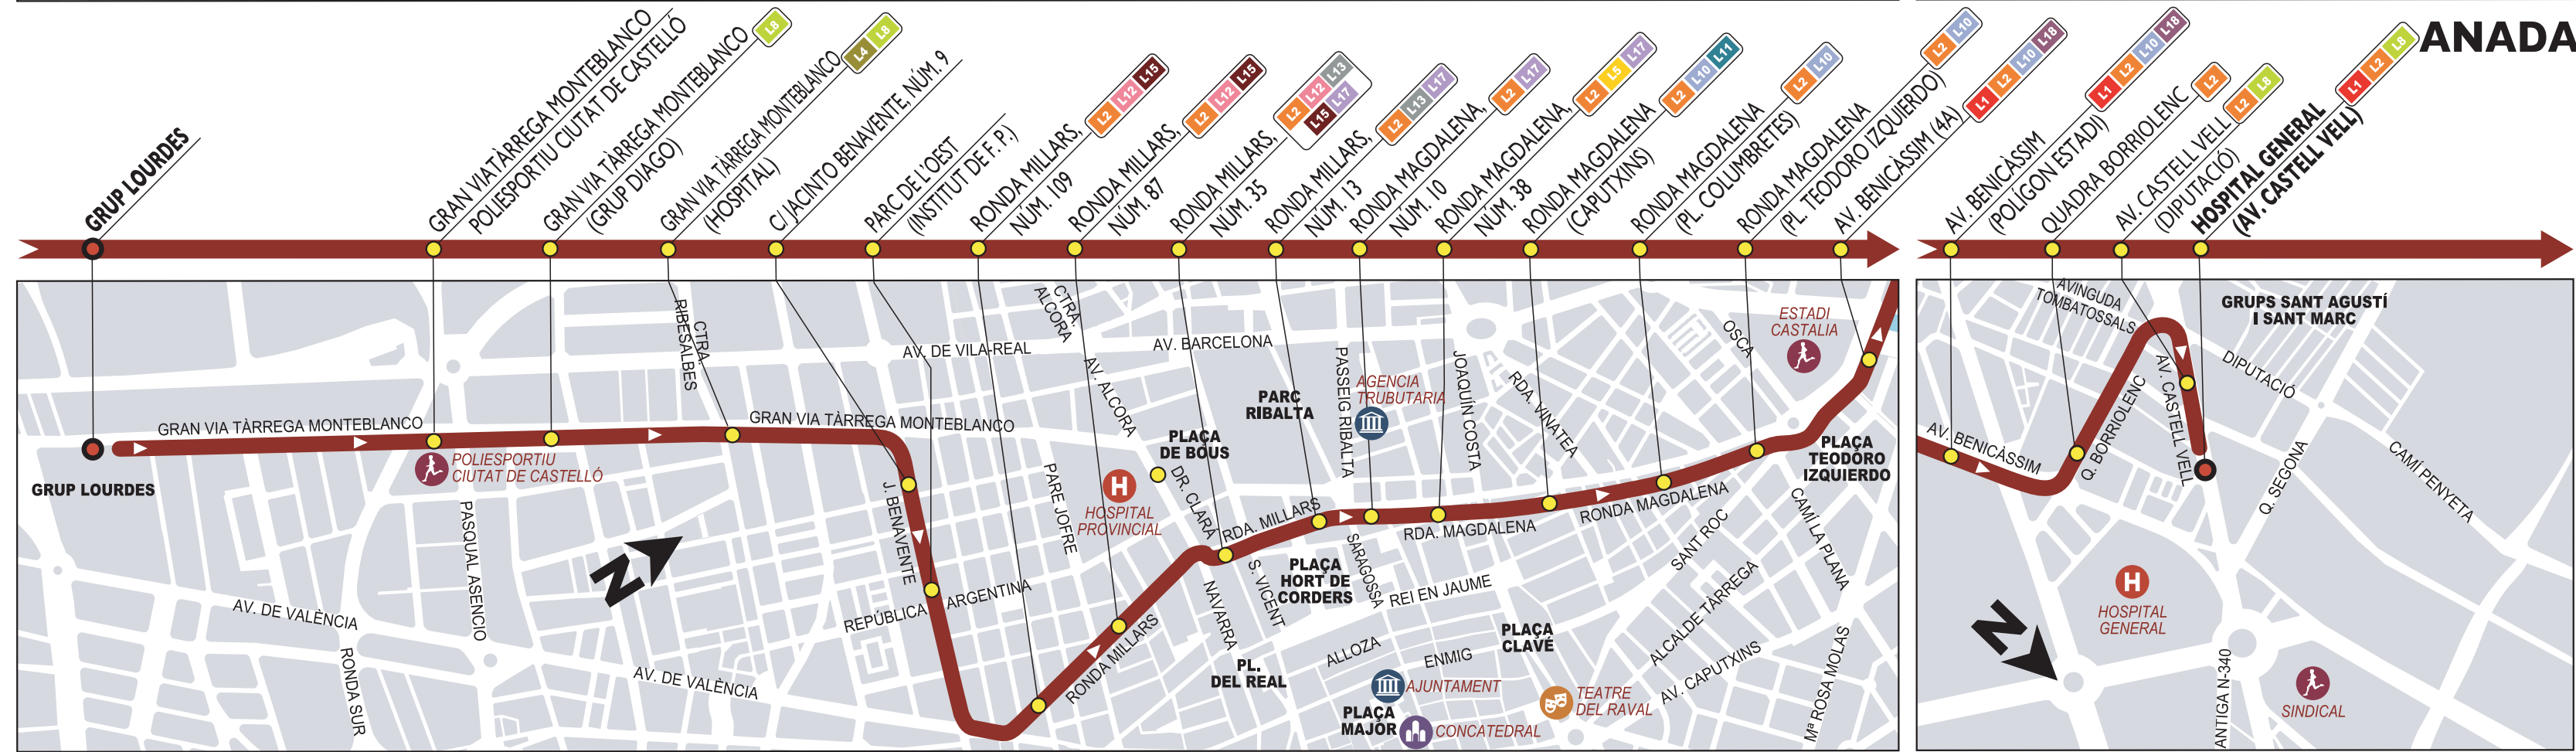 ANADA
GRUP LOURDES
GRAN VIA TÀRREGA MONTEBLANCO
POLIESPORTIU CIUTAT DE CASTELLÓ
GRAN VIA TÀRREGA MONTEBLANCO
(GRUP DIAGO)
L8
GRAN VIA TÀRREGA MONTEBLANCO
(HOSPITAL)
L4 L8
C/ JACINTO BENAVENTE, NÚM. 9
PARC DE L'OEST
(INSTITUT DE F. P.)
RONDA MILLARS,
NÚM. 109
L2 L12 L15
RONDA MILLARS,
NÚM. 87
L2 L12 L15
RONDA MILLARS,
NÚM. 35
L2 L12 L13
L15 L17
RONDA MILLARS,
NÚM. 13
L2 L13 L17
RONDA MAGDALENA,
NÚM. 10
L2 L17
RONDA MAGDALENA,
NÚM. 38
L2 L5 L17
RONDA MAGDALENA
(CAPUTXINS)
L2 L10 L11
RONDA MAGDALENA
(PL. COLUMBRETES)
L2 L10
RONDA MAGDALENA
(PL. TEODORO IZQUIERDO)
L2 L10
AV. BENICÀSSIM (4A)
L1 L2 L10 L18
AV. BENICÀSSIM
(POLÍGON ESTADI)
L1 L2 L10 L18
QUADRA BORRIOLENC
L2
AV. CASTELL VELL
(DIPUTACIÓ)
L2 L8
HOSPITAL GENERAL
(AV. CASTELL VELL)
L1 L2 L8
GRUP LOURDES
GRAN VIA TÀRREGA MONTEBLANCO
POLIESPORTIU
CIUTAT DE CASTELLÓ
PASQUAL ASENCIO
AV. DE VALÈNCIA
RONDA SUR
N
CTRA.
RIBESALBES
GRAN VIA TÀRREGA MONTEBLANCO
AV. DE VALÈNCIA
J. BENAVENTE
REPÚBLICA ARGENTINA
AV. DE VILA-REAL
CTRA.
ALCORA
AV. ALCORA
AV. BARCELONA
PARE JOFRE
H
HOSPITAL
PROVINCIAL
PLAÇA
DE BOUS
DR. CLARÀ
RONDA MILLARS
NAVARRA
S. VICENT
RDA. MILLARS
PARC
RIBALTA
PASSEIG RIBALTA
AGENCIA
TRUBUTARIA
JOAQUÍN COSTA
RDA. VINATEA
PLAÇA
HORT DE
CORDERS
SARAGOSSA
RDA. MAGDALENA
REI EN JAUME
PL.
DEL REAL
ALLOZA
ENMIG
AJUNTAMENT
PLAÇA
MAJOR
CONCATEDRAL
PLAÇA
CLAVÉ
TEATRE
DEL RAVAL
RONDA MAGDALENA
SANT ROC
ALCALDE TÀRREGA
AV. CAPUTXINS
OSCA
ESTADI
CASTALIA
PLAÇA
TEODORO
IZQUIERDO
CAMÍ LA PLANA
Mª ROSA MOLAS
AV. BENICÀSSIM
Q. BORRIOLENC
AVINGUDA
TOMBATOSSALS
AV. CASTELL VELL
GRUPS SANT AGUSTÍ
I SANT MARC
DIPUTACIÓ
Q. SEGONA
CAMÍ PENYETA
N
H
HOSPITAL
GENERAL
ANTIGA N-340
SINDICAL